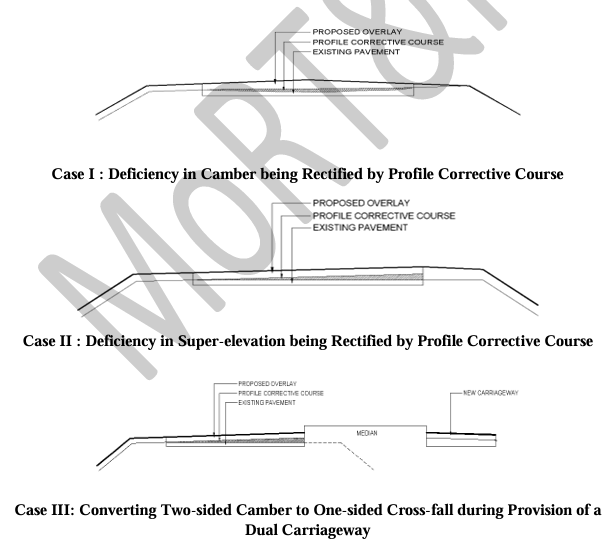 PROPOSED OVERLAY
PROFILE CORRECTIVE COURSE
EXISTING PAVEMENT
Case I : Deficiency in Camber being Rectified by Profile Corrective Course
PROPOSED OVERLAY
PROFILE CORRECTIVE COURSE
EXISTING PAVEMENT
Case II : Deficiency in Super-elevation being Rectified by Profile Corrective Course
PROPOSED OVERLAY
PROFILE CORRECTIVE COURSE
EXISTING PAVEMENT
MEDIAN
NEW CARRIAGEWAY
Case III: Converting Two-sided Camber to One-sided Cross-fall during Provision of a
Dual Carriageway
MORT&